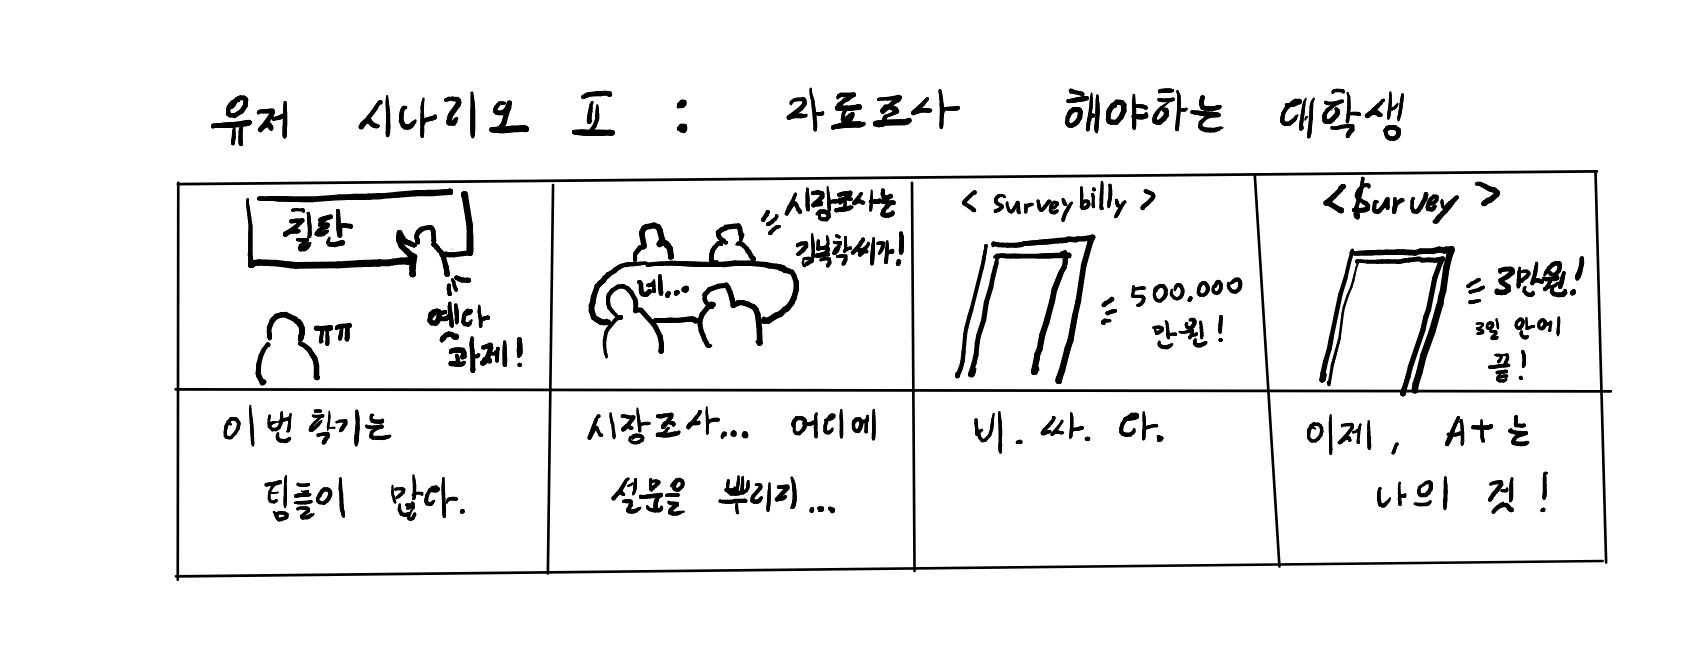 유저 시나리오 Ⅱ : 자료조사 해야하는 대학생
칠판
옜다
과제!
ㅠㅠ
이번 학기는
팀플이 많다.
시장조사는
김북학씨가!
네...
시장조사... 어디에
설문을 뿌리지...
< Surveybilly >
500.000
만원!
비. 싸. 다.
<$urvey >
3만원!
3일 안에
끝!
이제, A+는
나의 것!